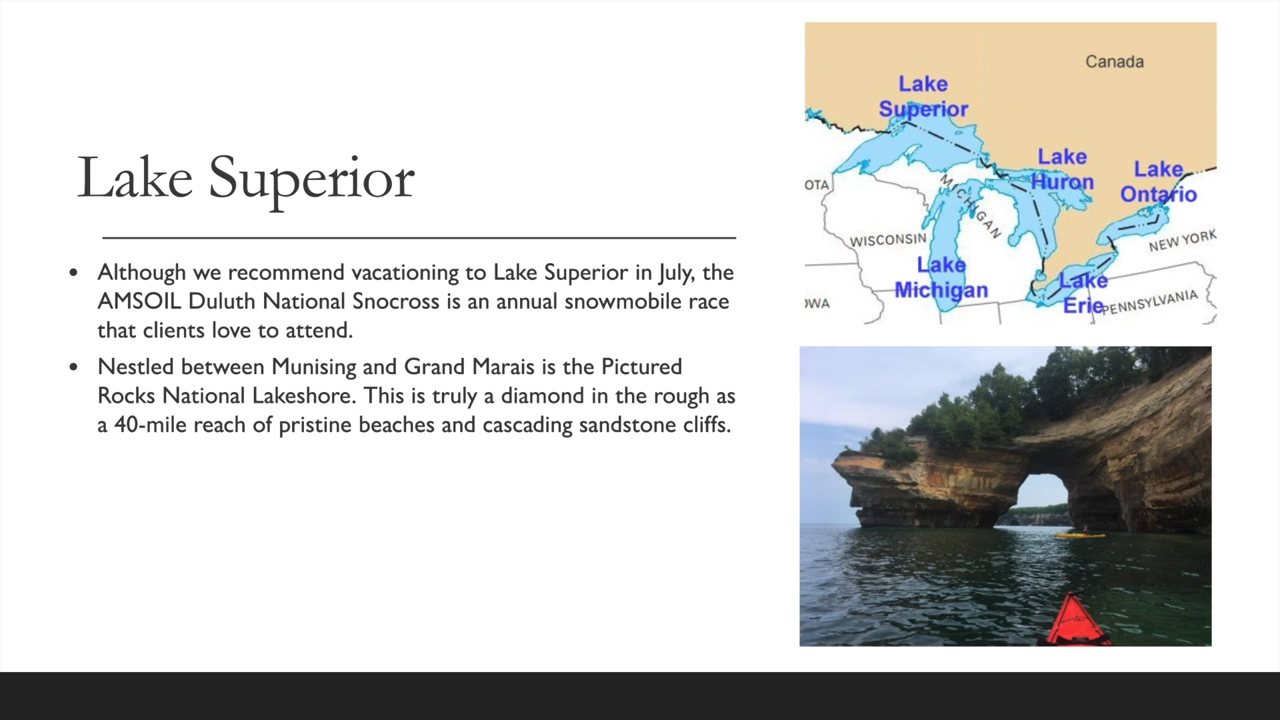 Lake Superior
• Although we recommend vacationing to Lake Superior in July, the
AMSOIL Duluth National Snocross is an annual snowmobile race
that clients love to attend.
• Nestled between Munising and Grand Marais is the Pictured
Rocks National Lakeshore. This is truly a diamond in the rough as
a 40-mile reach of pristine beaches and cascading sandstone cliffs.
Canada
Lake
Superior
Lake
Huron
Lake
Ontario
OTA
MICHIGAN
WISCONSIN
NEW YORK
Lake
Michigan
Lake
Erie
OWA
PENNSYLVANIA